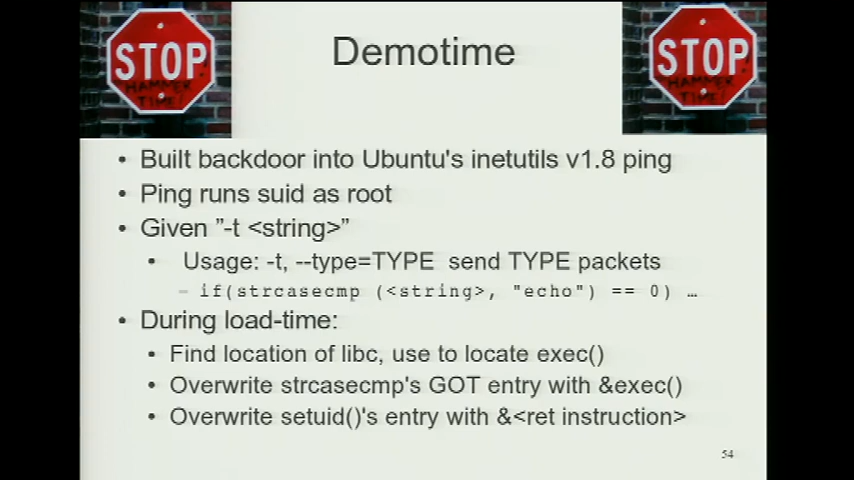 STOP
HAMMER
TIME!
Demotime
STOP
HAMMER
TIME!
• Built backdoor into Ubuntu's inetutils v1.8 ping
• Ping runs suid as root
• Given ”-t <string>”
• Usage: -t, --type=TYPE send TYPE packets
– if(strcasecmp (<string>, "echo") == 0) …
• During load-time:
• Find location of libc, use to locate exec()
• Overwrite strcasecmp's GOT entry with &exec()
• Overwrite setuid()'s entry with &<ret instruction>
54